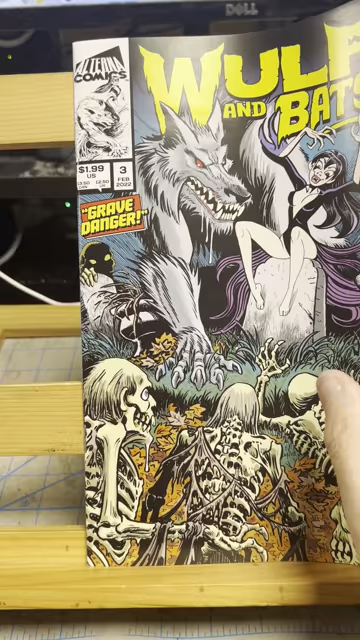 DELL
ALTERNA
COMICS
WULF
AND BATS
$1.99
US
3
FEB
2022
"GRAVE
DANGER!"